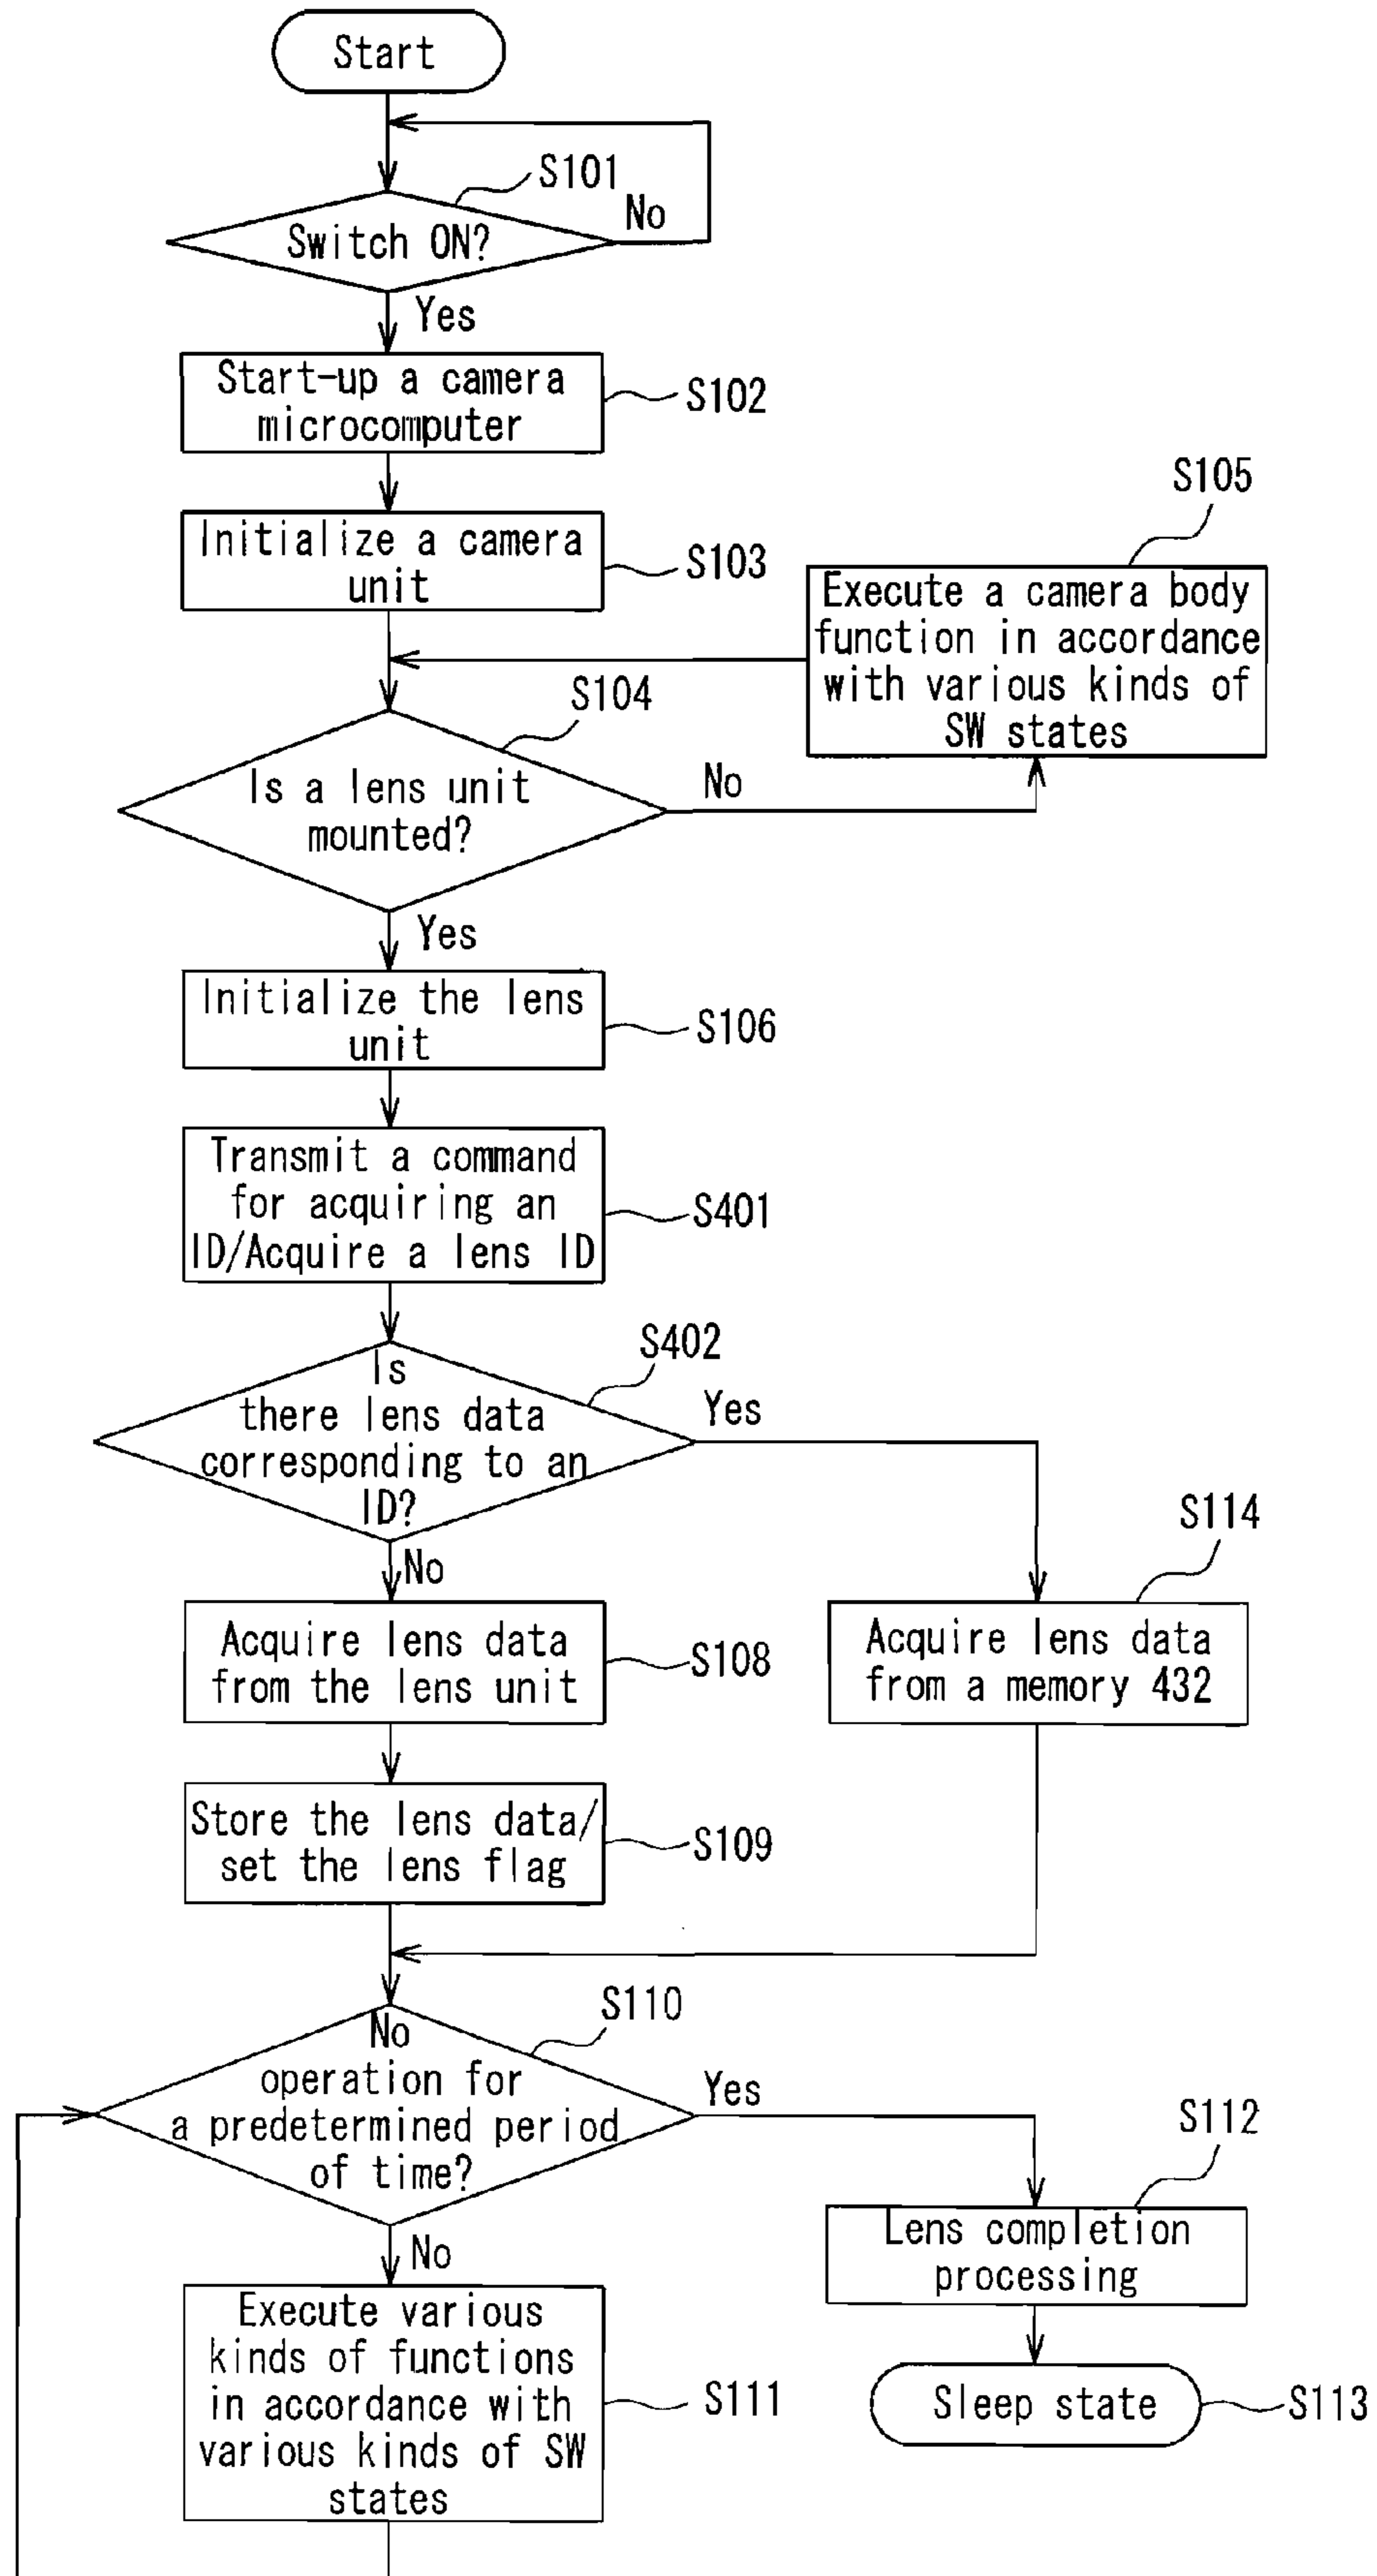 Start
S101
No
Switch ON?
Yes
Start-up a camera
microcomputer
S102
Initialize a camera
unit
S103
S105
Execute a camera body
function in accordance
with various kinds of
SW states
S104
Is a lens unit
mounted?
No
Yes
Initialize the lens
unit
S106
Transmit a command
for acquiring an
ID/Acquire a lens ID
S401
S402
Is
there lens data
corresponding to an
ID?
Yes
No
S114
Acquire lens data
from the lens unit
S108
Acquire lens data
from a memory 432
Store the lens data/
set the lens flag
S109
S110
No
operation for
a predetermined period
of time?
Yes
No
S112
Lens completion
processing
Execute various
kinds of functions
in accordance with
various kinds of SW
states
S111
Sleep state
S113